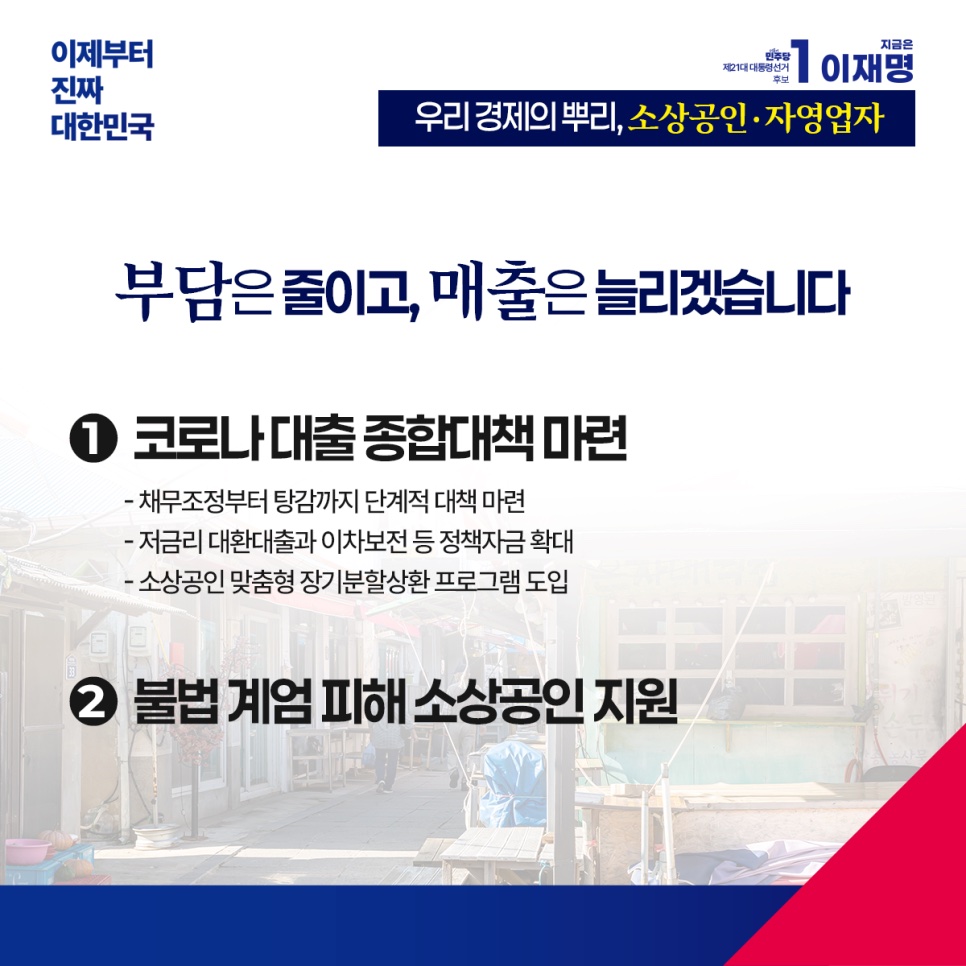 이제부터
진짜
대한민국
지금은
더불어
민주당
제21대 대통령선거
후보
1 이재명
우리 경제의 뿌리, 소상공인·자영업자
부담은 줄이고, 매출은 늘리겠습니다
1 코로나 대출 종합대책 마련
- 채무조정부터 탕감까지 단계적 대책 마련
- 저금리 대환대출과 이차보전 등 정책자금 확대
- 소상공인 맞춤형 장기분할상환 프로그램 도입
2 불법 계엄 피해 소상공인 지원